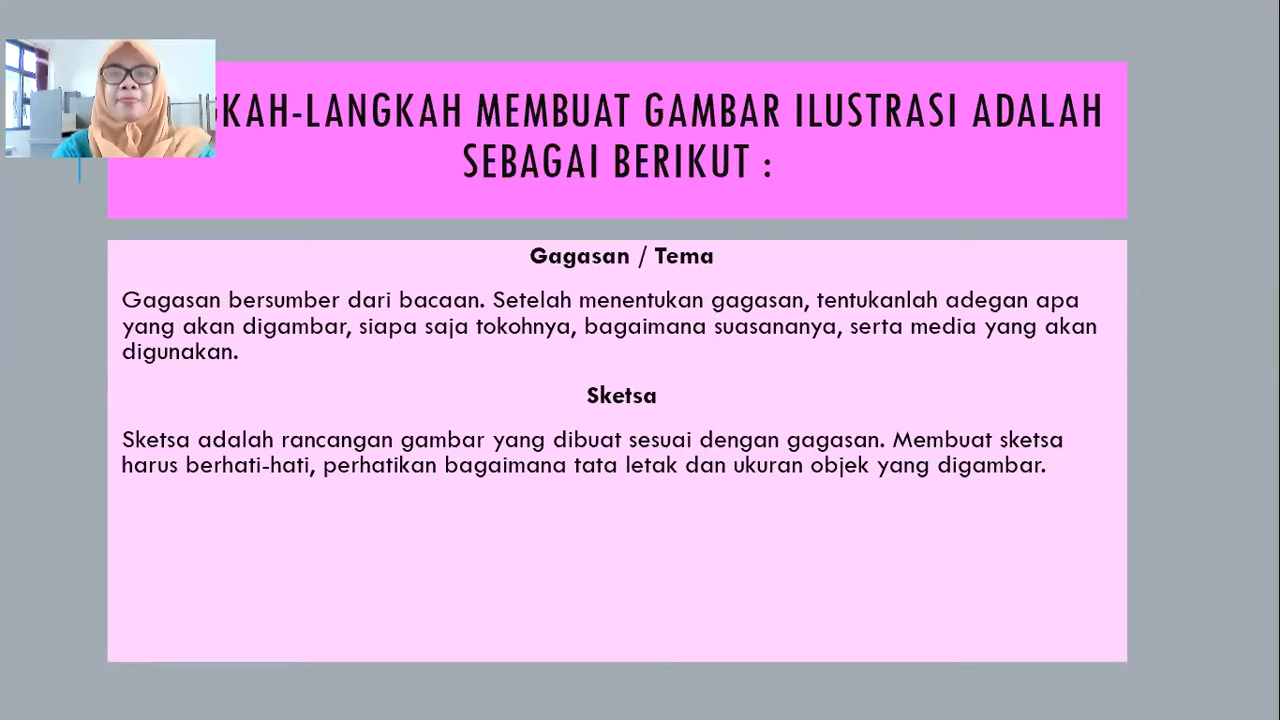 KAH-LANGKAH MEMBUAT GAMBAR ILUSTRASI ADALAH
SEBAGAI BERIKUT :
Gagasan / Tema
Gagasan bersumber dari bacaan. Setelah menentukan gagasan, tentukanlah adegan apa
yang akan digambar, siapa saja tokohnya, bagaimana suasananya, serta media yang akan
digunakan.
Sketsa
Sketsa adalah rancangan gambar yang dibuat sesuai dengan gagasan. Membuat sketsa
harus berhati-hati, perhatikan bagaimana tata letak dan ukuran objek yang digambar.